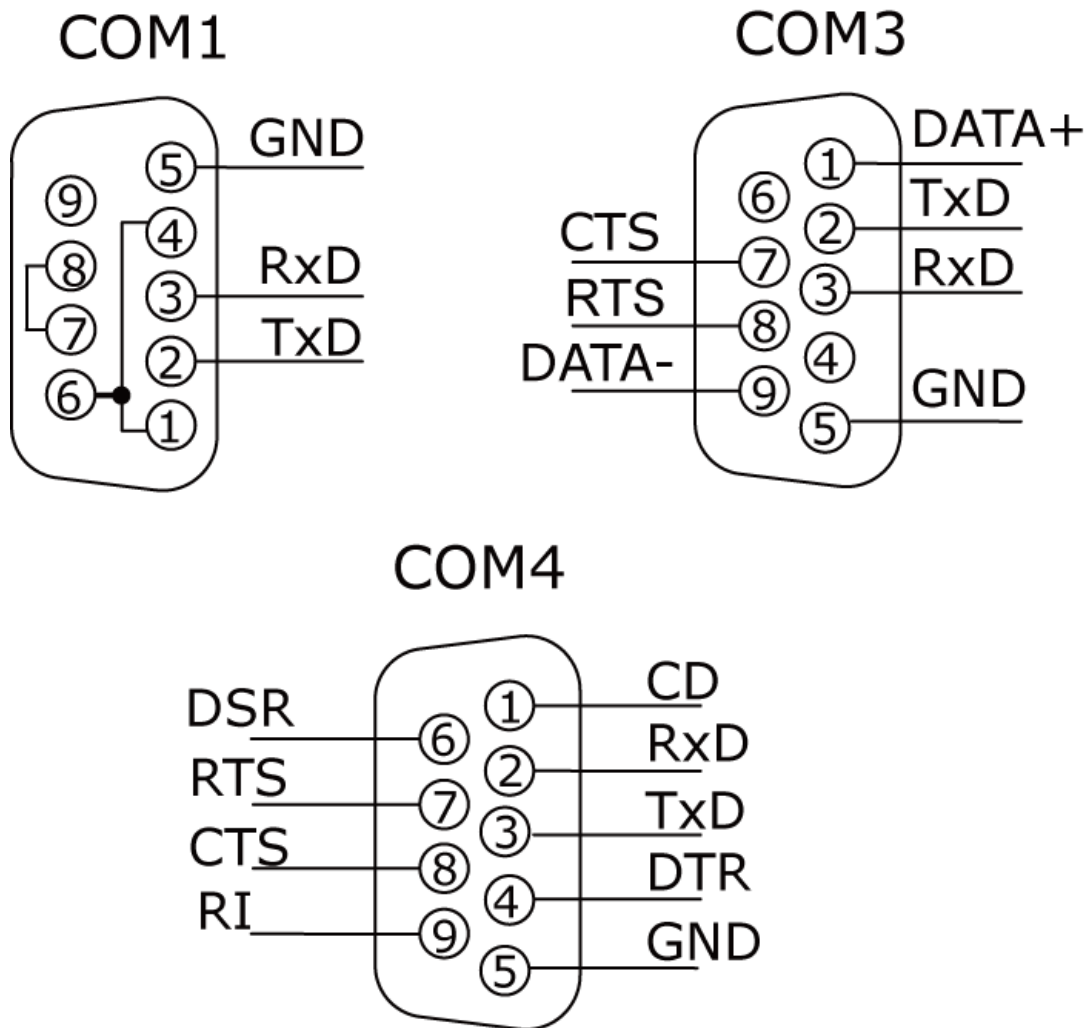 COM1
GND
5
9
4
8
RxD
3
7
TxD
2
6
1
COM3
DATA+
1
6
TxD
2
CTS
7
RxD
3
RTS
8
4
DATA-
9
GND
5
COM4
CD
1
DSR
6
RxD
2
RTS
7
TxD
3
CTS
8
DTR
4
RI
9
GND
5